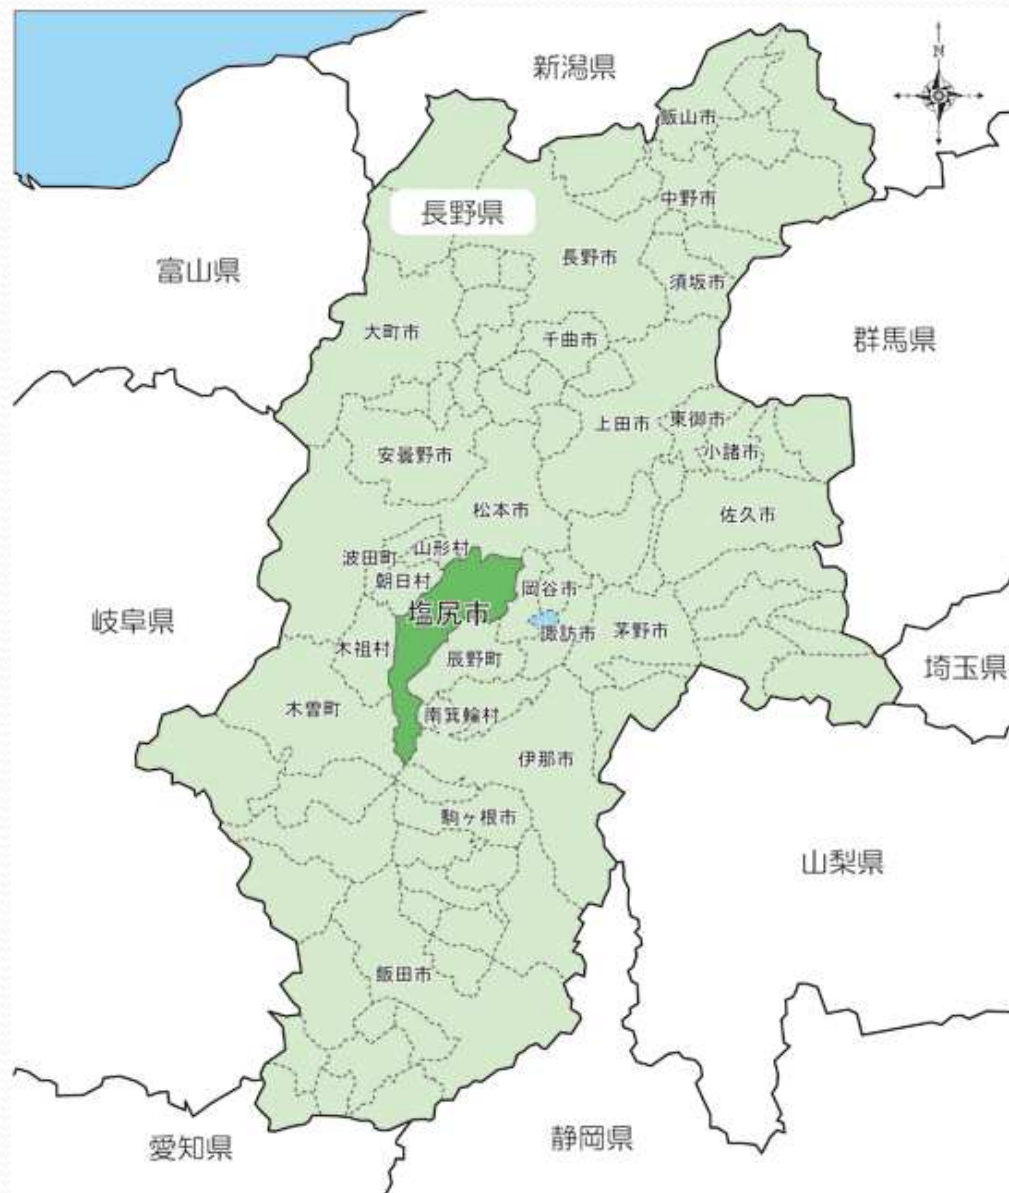 新潟県
N
飯山市
中野市
長野県
長野市
富山県
須坂市
大町市
千曲市
群馬県
上田市
東御市
小諸市
安曇野市
松本市
佐久市
山形村
波田町
朝日村
岡谷市
塩尻市
岐阜県
諏訪市
茅野市
木祖村
辰野町
埼玉県
木曽町
南箕輪村
伊那市
駒ヶ根市
山梨県
飯田市
静岡県
愛知県